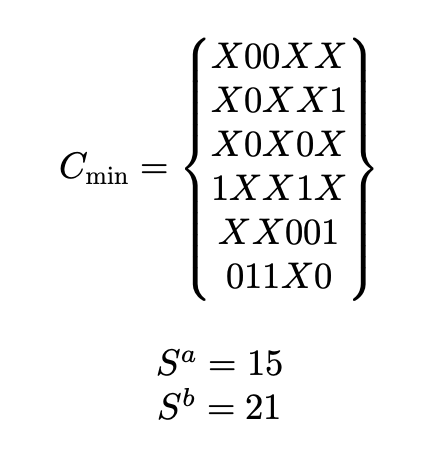 X00XX
X0XX1
X0X0X
C_min = { 1XX1X }
XX001
011X0
S^a = 15
S^b = 21